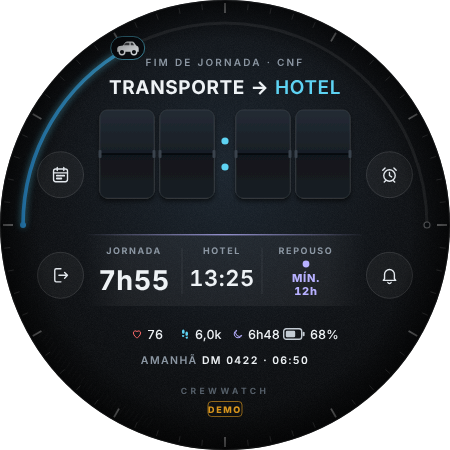 FIM DE JORNADA · CNF
TRANSPORTE → HOTEL
:
JORNADA HOTEL REPOUSO
7h55 13:25 MÍN. 12h
76 6,0k 6h48 68%
AMANHÃ DM 0422 · 06:50
CREWWATCH
DEMO